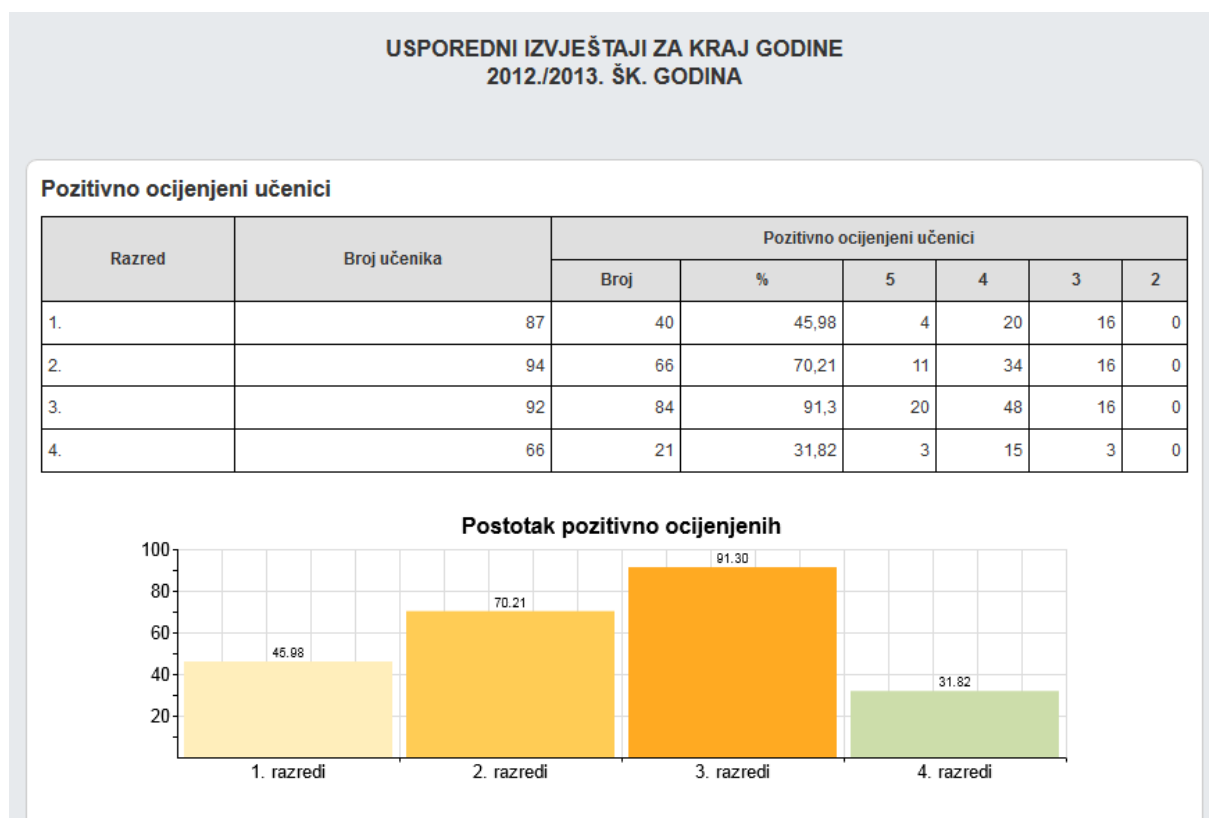 USPOREDNI IZVJEŠTAJI ZA KRAJ GODINE
2012./2013. ŠK. GODINA
Pozitivno ocijenjeni učenici
Razred Broj učenika Pozitivno ocijenjeni učenici
Broj % 5 4 3 2
1. 87 40 45,98 4 20 16 0
2. 94 66 70,21 11 34 16 0
3. 92 84 91,3 20 48 16 0
4. 66 21 31,82 3 15 3 0
Postotak pozitivno ocijenjenih
100
80
60
40
20
45.98
70.21
91.30
31.82
1. razredi 2. razredi 3. razredi 4. razredi